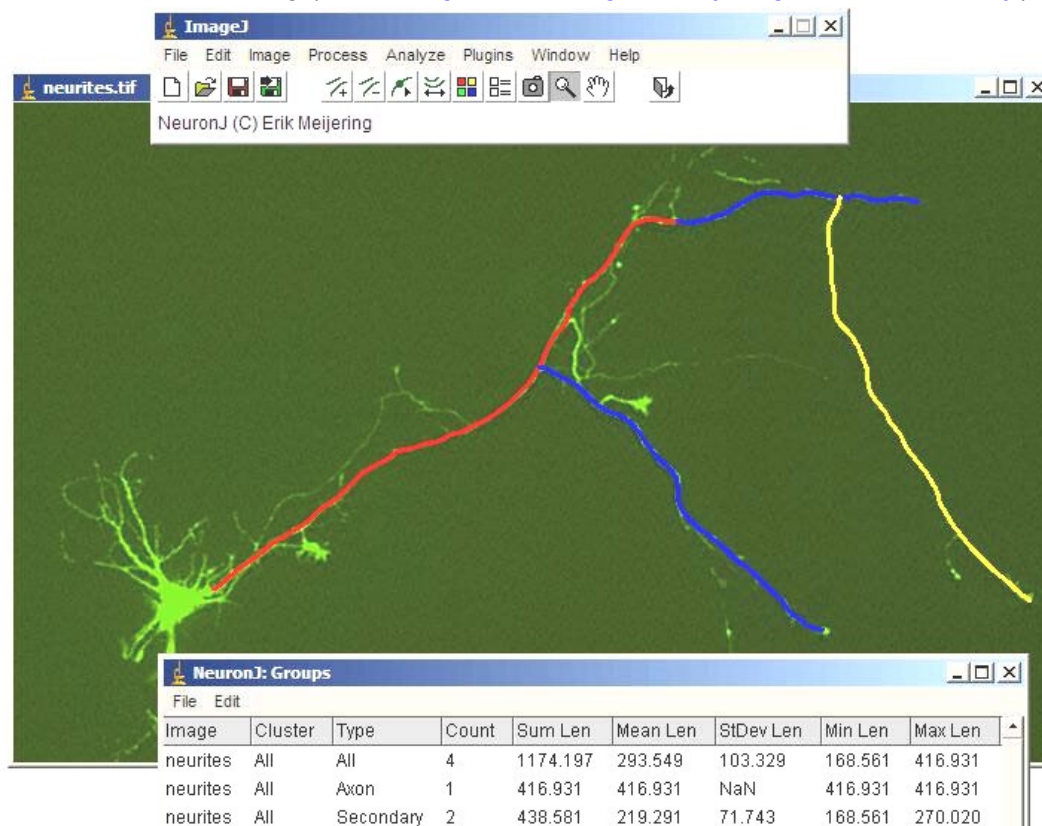 ImageJ
File Edit Image Process Analyze Plugins Window Help
neurites.tif
NeuronJ (C) Erik Meijering
NeuronJ: Groups
File Edit
Image Cluster Type Count Sum Len Mean Len StDev Len Min Len Max Len
neurites All All 4 1174.197 293.549 103.329 168.561 416.931
neurites All Axon 1 416.931 416.931 NaN 416.931 416.931
neurites All Secondary 2 438.581 219.291 71.743 168.561 270.020